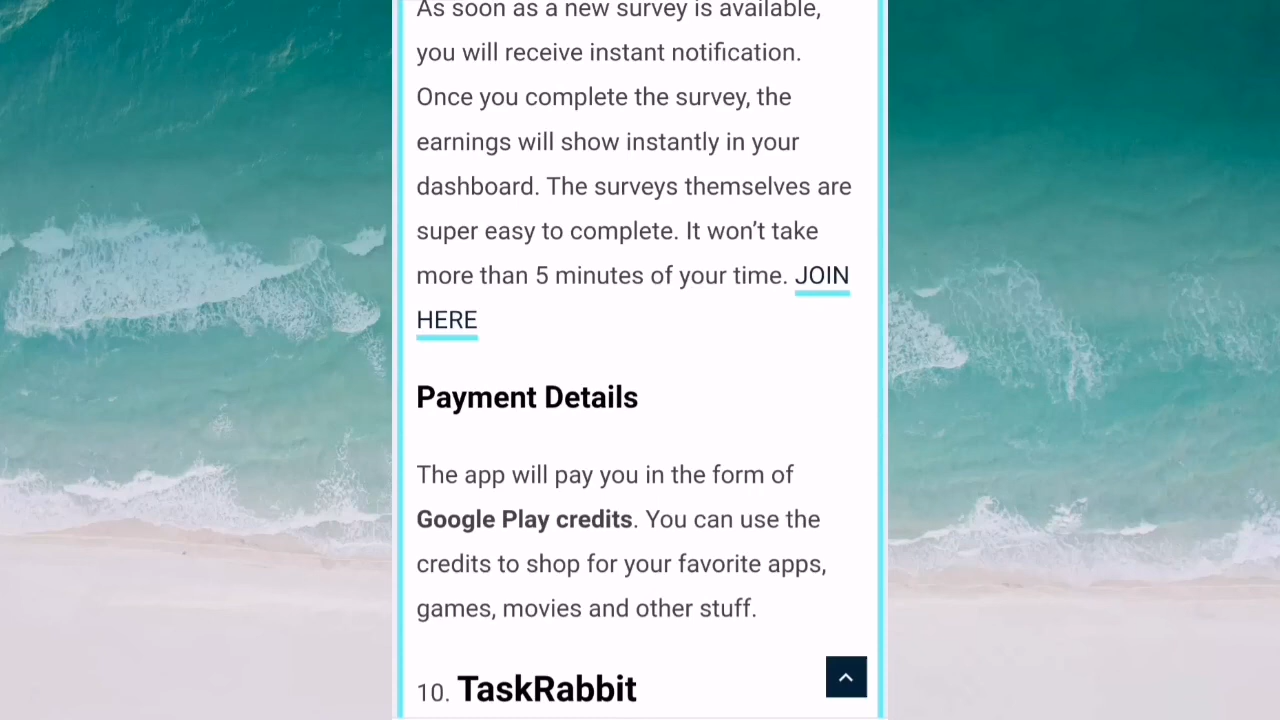 As soon as a new survey is available,
you will receive instant notification.
Once you complete the survey, the
earnings will show instantly in your
dashboard. The surveys themselves are
super easy to complete. It won’t take
more than 5 minutes of your time. JOIN
HERE
Payment Details
The app will pay you in the form of
Google Play credits. You can use the
credits to shop for your favorite apps,
games, movies and other stuff.
10. TaskRabbit